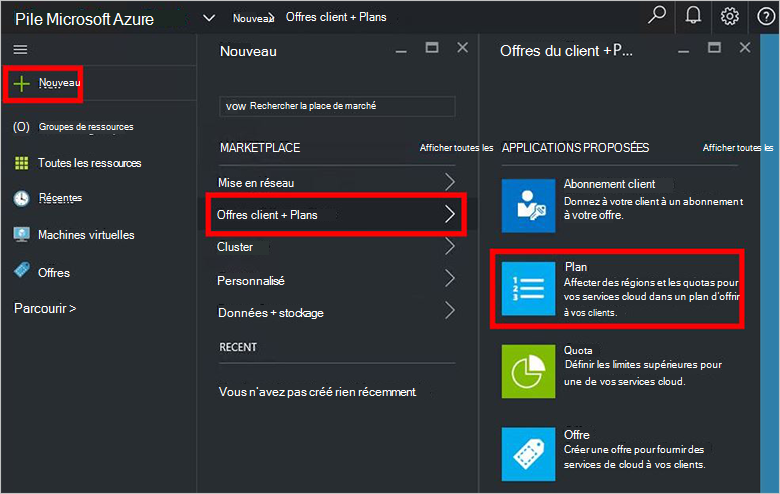 Pile Microsoft Azure
Nouveau
Offres client + Plans
Nouveau
Groupes de ressources
Toutes les ressources
Récentes
Machines virtuelles
Offres
Parcourir >
Nouveau
vow Rechercher la place de marché
MARKETPLACE
Afficher toutes les
Mise en réseau
Offres client + Plans
Cluster
Personnalisé
Données + stockage
RECENT
Vous n'avez pas créé rien récemment.
Offres du client + P...
APPLICATIONS PROPOSÉES
Afficher toutes les
Abonnement client
Donnez à votre client à un abonnement
à votre offre.
Plan
Affecter des régions et les quotas pour
vos services cloud dans un plan d'offrir
à vos clients.
Quota
Définir les limites supérieures pour
une de vos services cloud.
Offre
Créer une offre pour fournir des
services de cloud à vos clients.